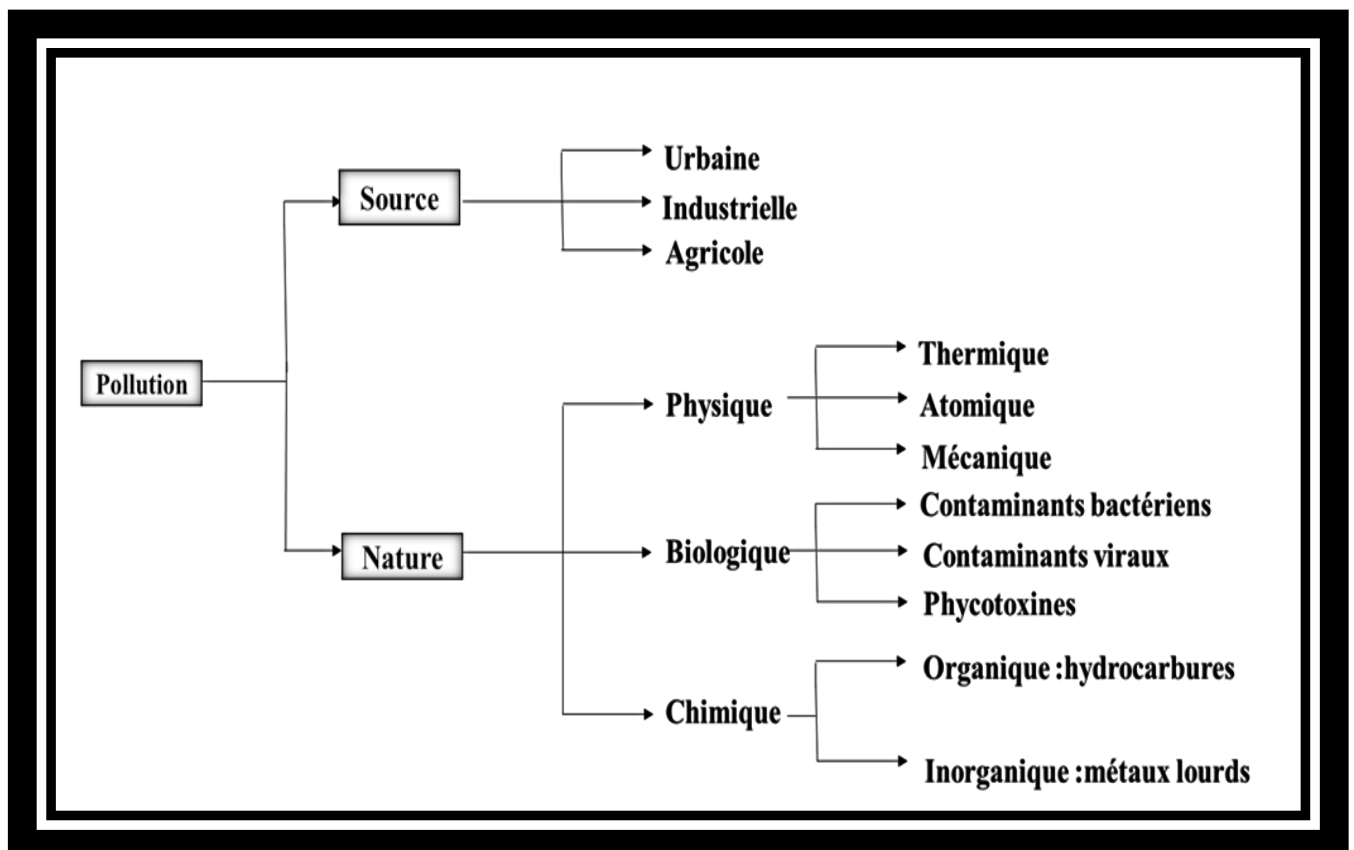 Pollution
Source
Urbaine
Industrielle
Agricole
Nature
Physique
Thermique
Atomique
Mécanique
Biologique
Contaminants bactériens
Contaminants viraux
Phycotoxines
Chimique
Organique :hydrocarbures
Inorganique :métaux lourds